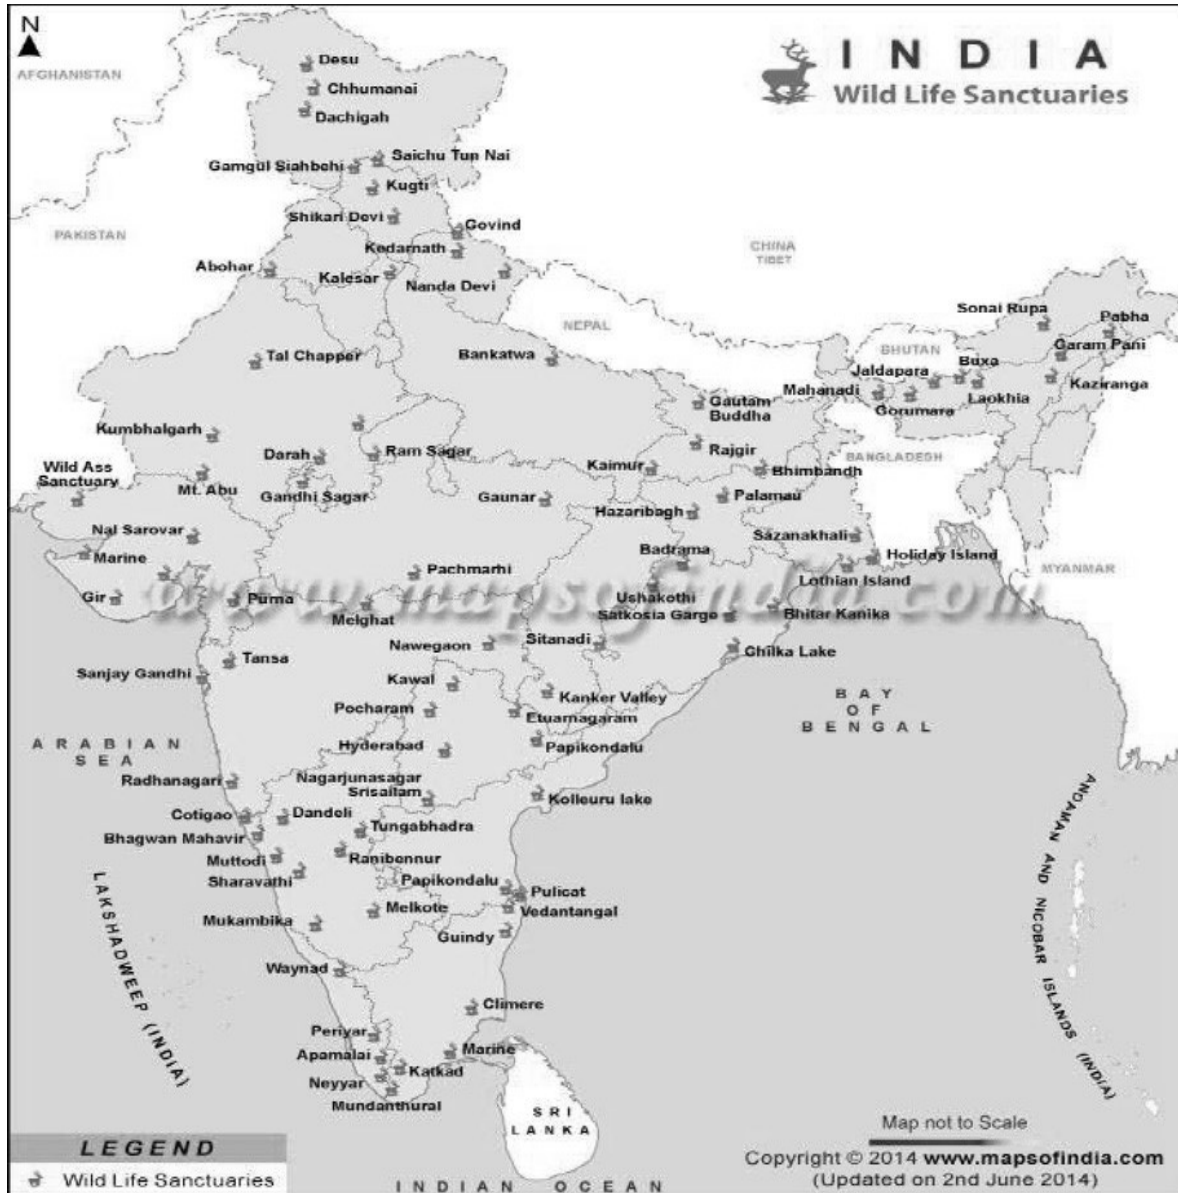 N
INDIA
Wild Life Sanctuaries
AFGHANISTAN
Desu
Chhumanai
Dachigah
Saichu Tun Nai
Gamgul Siahbehi
Kugti
Shikari Devi
Govind
PAKISTAN
Kedarnath
CHINA
TIBET
Abohar
Kalesar
Nanda Devi
Sonai Rupa
Pabha
NEPAL
Garam Pani
BHUTAN
Buxa
Tal Chapper
Bankatwa
Jaldapara
Kaziranga
Mahanadi
Laokhia
Gorumara
Gautam
Buddha
Kumbhalgarh
Rajgir
Darah
Ram Sagar
BANGLADESH
Wild Ass
Sanctuary
Kaimur
Bhimbandh
Mt. Abu
Gandhi Sagar
Gaunar
Palamau
Hazaribagh
Nal Sarovar
Sazanakhali
Badrama
Holiday Island
Marine
MYANMAR
Pachmarhi
Lothian Island
Gir
Purna
Ushakothi
www.mapsofindia.com
Melghat
Satkosia Garge
Bhitar Kanika
Nawegaon
Sitanadi
Chilka Lake
Tansa
Sanjay Gandhi
Kawal
Kanker Valley
BAY
OF
BENGAL
Pocharam
Etuarnagaram
ARABIAN
SEA
Hyderabad
Papikondalu
Radhanagari
Nagarjunasagar
Srisailam
Kolleuru lake
Cotigao
Dandeli
Tungabhadra
Bhagwan Mahavir
Muttodi
Ranibennur
Sharavathi
Papikondalu
Pulicat
Vedantangal
Mukambika
Melkote
Guindy
ANDAMAN AND NICOBAR ISLANDS (INDIA)
LAKSHADWEEP (INDIA)
Waynad
Climere
Periyar
Marine
Apamalai
Katkad
Neyyar
Mundanthural
SRI
LANKA
Map not to Scale
LEGEND
Wild Life Sanctuaries
Copyright © 2014 www.mapsofindia.com
(Updated on 2nd June 2014)
INDIAN OCEAN